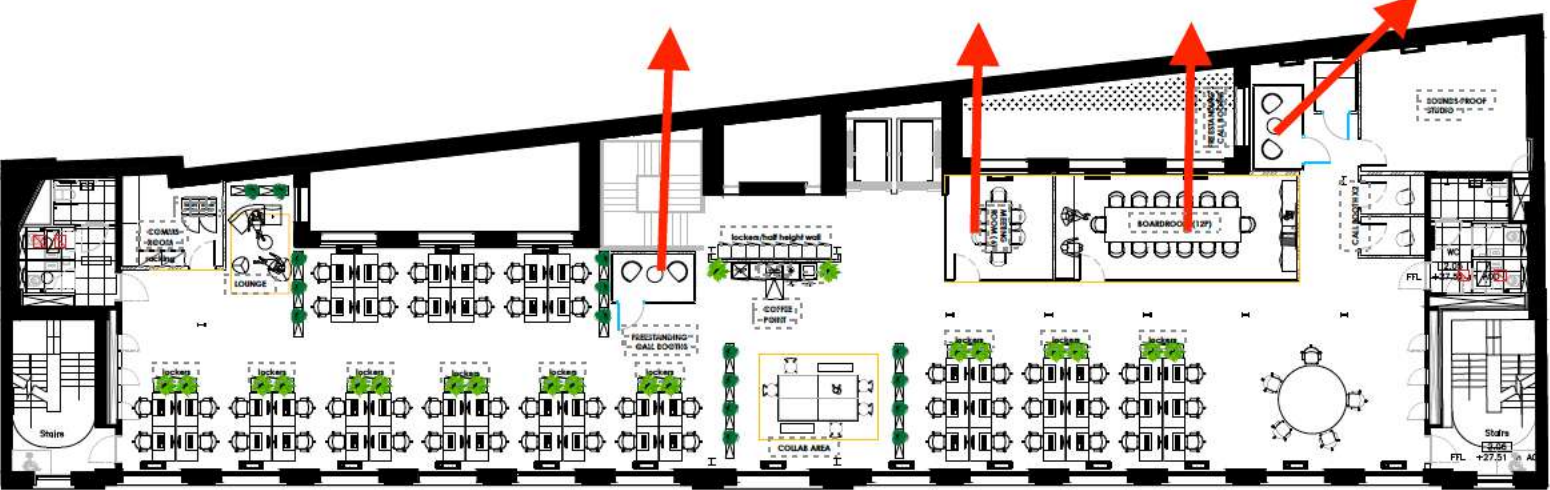 SOUNDS-PROOF
STUDIO
FREESTANDING
CALL BOOTHS
COMMS
ROOM
racking
LOUNGE
lockers/half height wall
COFFEE
POINT
FREESTANDING
CALL BOOTHS
MEETING
BOARDROOM (12P)
CALL BOOTH X2
WC
FFL
lockers
lockers
lockers
lockers
lockers
lockers
lockers
lockers
lockers
COLLAB AREA
Stairs
Stairs
FFL
+27.51